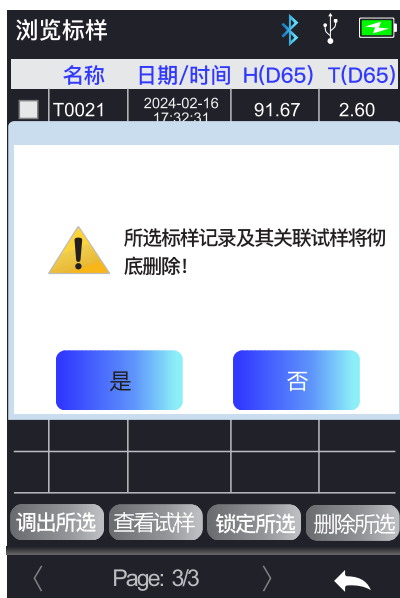 浏览标样
名称 日期/时间 H(D65) T(D65)
T0021 2024-02-16 91.67 2.60
17:32:31
所选标样记录及其关联试样将彻
底删除!
是 否
调出所选 查看试样 锁定所选 删除所选
〈 Page: 3/3 〉